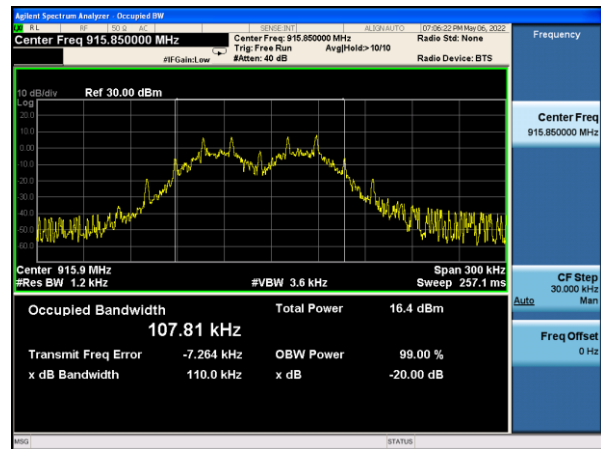 Agilent Spectrum Analyzer - Occupied BW
RL RF 50 Ω AC SENSE:INT ALIGNAUTO 07:06:22 PM May 06, 2022
Center Freq 915.850000 MHz Center Freq: 915.850000 MHz Radio Std: None Frequency
Trig: Free Run Avg|Hold:> 10/10
#IFGain:Low #Atten: 40 dB Radio Device: BTS
10 dB/div Ref 30.00 dBm
Log
20.0
10.0
0.00
-10.0
-20.0
-30.0
-40.0
-50.0
-60.0
Center 915.9 MHz Span 300 kHz
#Res BW 1.2 kHz #VBW 3.6 kHz Sweep 257.1 ms
Occupied Bandwidth Total Power 16.4 dBm
107.81 kHz
Transmit Freq Error -7.264 kHz OBW Power 99.00 %
x dB Bandwidth 110.0 kHz x dB -20.00 dB
Center Freq
915.850000 MHz
CF Step
30.000 kHz
Auto Man
Freq Offset
0 Hz
MSG STATUS